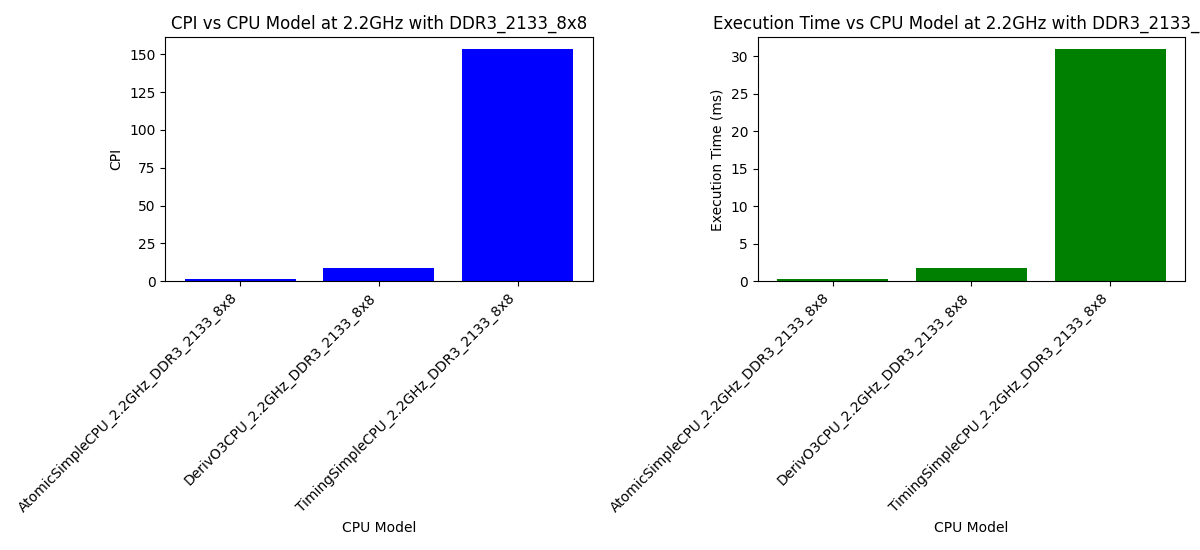 CPI vs CPU Model at 2.2GHz with DDR3_2133_8x8
CPI
150
125
100
75
50
25
0
AtomicSimpleCPU_2.2GHz_DDR3_2133_8x8
DerivO3CPU_2.2GHz_DDR3_2133_8x8
TimingSimpleCPU_2.2GHz_DDR3_2133_8x8
CPU Model
Execution Time vs CPU Model at 2.2GHz with DDR3_2133_
Execution Time (ms)
30
25
20
15
10
5
0
AtomicSimpleCPU_2.2GHz_DDR3_2133_8x8
DerivO3CPU_2.2GHz_DDR3_2133_8x8
TimingSimpleCPU_2.2GHz_DDR3_2133_8x8
CPU Model